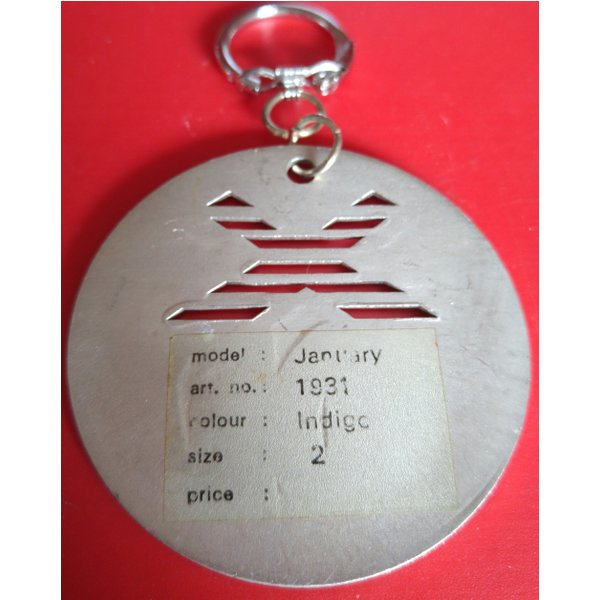 model : January
art. no. : 1931
colour : Indigo
size : 2
price :